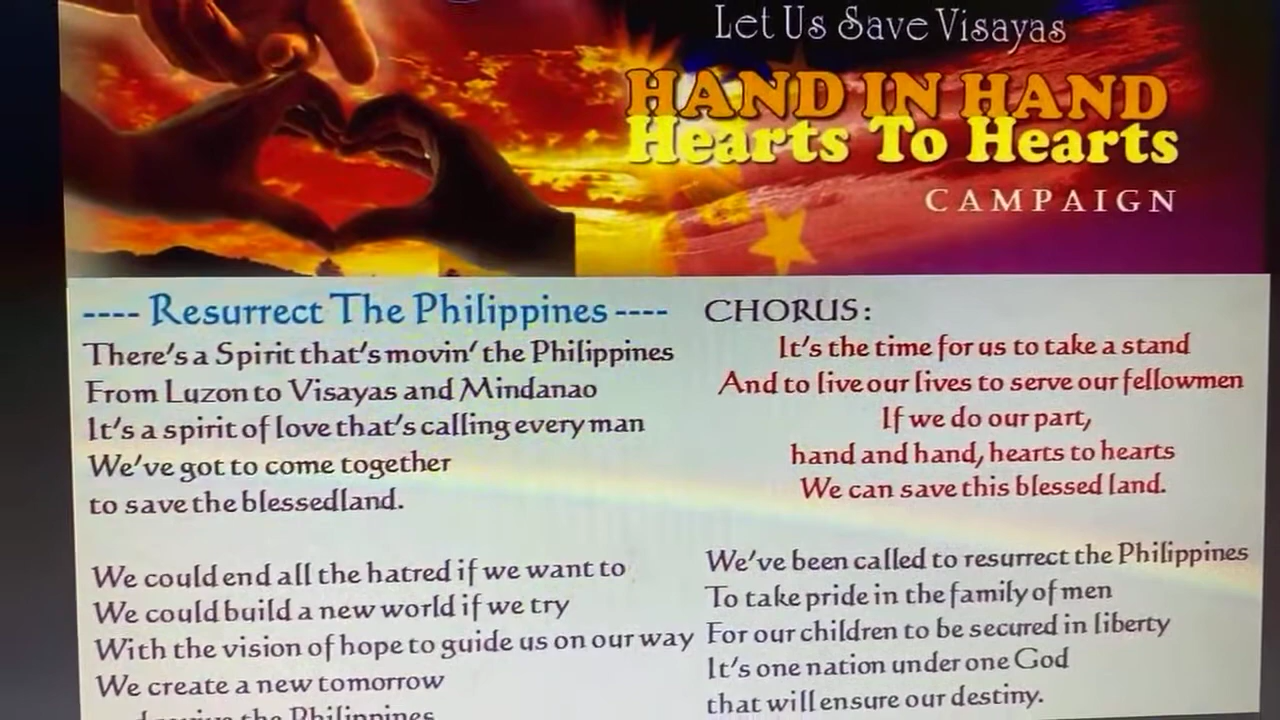 Let Us Save Visayas
HAND IN HAND
Hearts To Hearts
CAMPAIGN
---- Resurrect The Philippines ----
There's a Spirit that's movin' the Philippines
From Luzon to Visayas and Mindanao
It's a spirit of love that's calling every man
We've got to come together
to save the blessedland.
We could end all the hatred if we want to
We could build a new world if we try
With the vision of hope to guide us on our way
We create a new tomorrow
the Philippines
CHORUS:
It's the time for us to take a stand
And to live our lives to serve our fellowmen
If we do our part,
hand and hand, hearts to hearts
We can save this blessed land.
We've been called to resurrect the Philippines
To take pride in the family of men
For our children to be secured in liberty
It's one nation under one God
that will ensure our destiny.